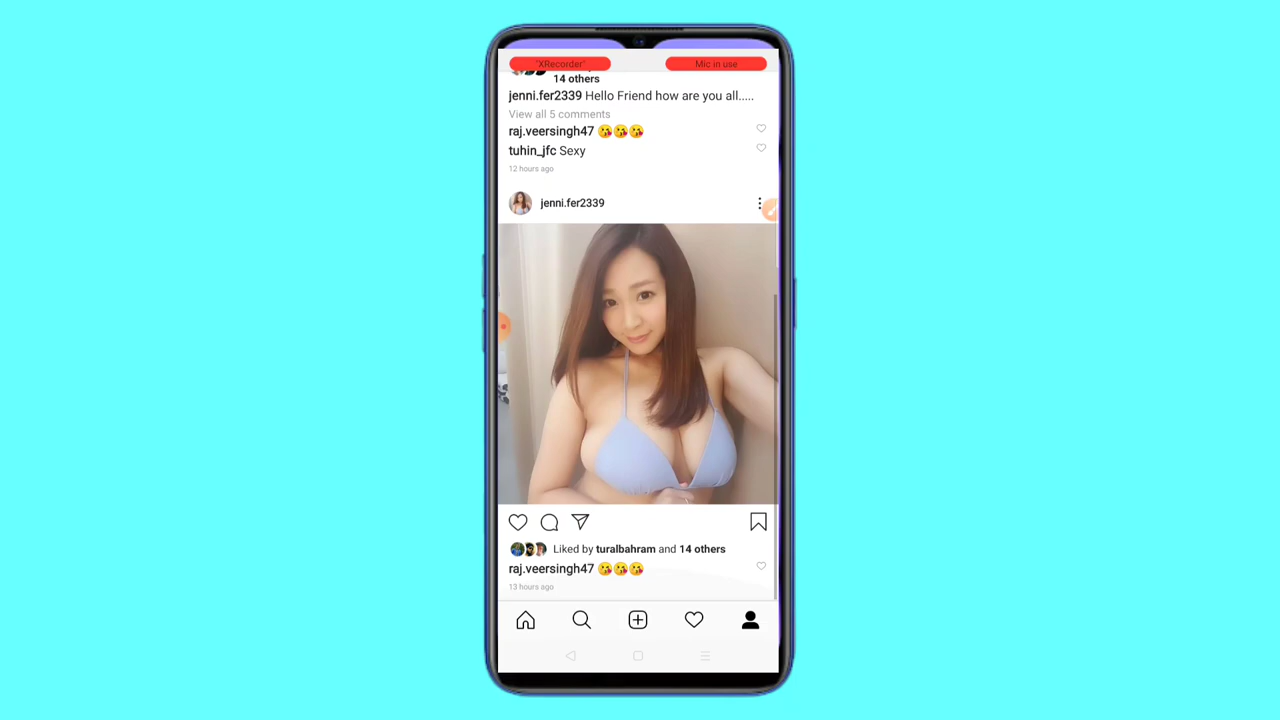 "XRecorder"
Mic in use
14 others
jenni.fer2339 Hello Friend how are you all.....
View all 5 comments
raj.veersingh47 😘😘😘
tuhin_jfc Sexy
12 hours ago
jenni.fer2339
Liked by turalbahram and 14 others
raj.veersingh47 😘😘😘
13 hours ago